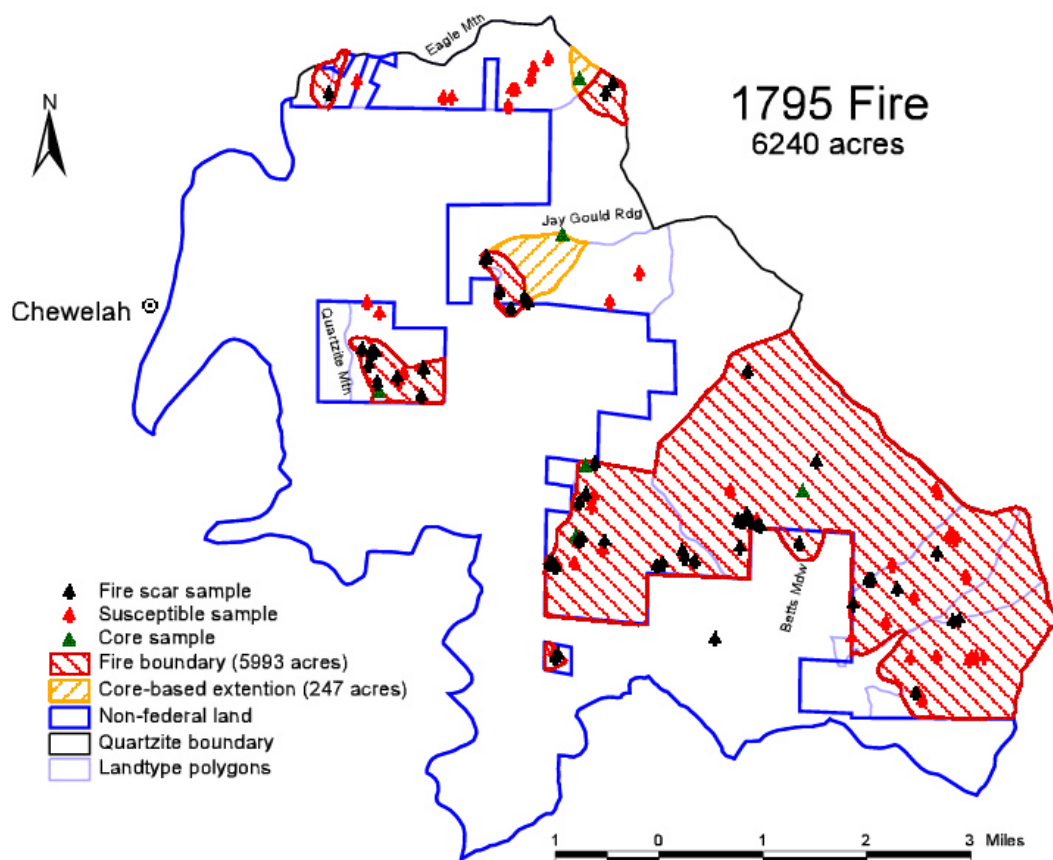 Eagle Mtn
N
1795 Fire
6240 acres
Jay Gould Rdg
Chewelah
Quartzite Mtn
Betts Mdw
Fire scar sample
Susceptible sample
Core sample
Fire boundary (5993 acres)
Core-based extention (247 acres)
Non-federal land
Quartzite boundary
Landtype polygons
1 0 1 2 3 Miles